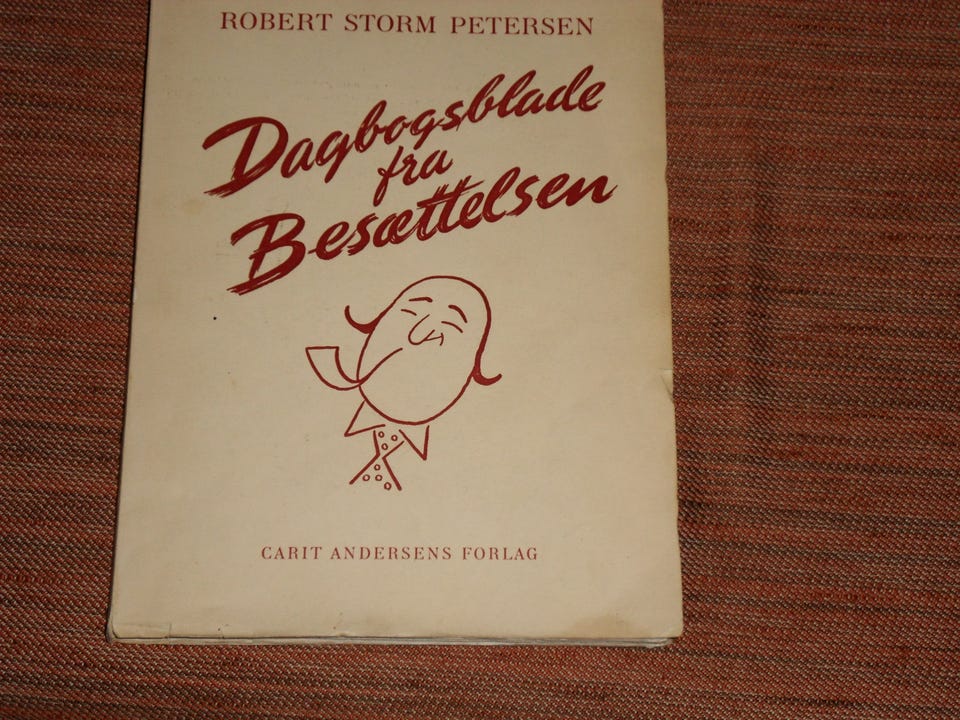 ROBERT STORM PETERSEN
Dagbogsblade
fra
Besættelsen
CARIT ANDERSENS FORLAG